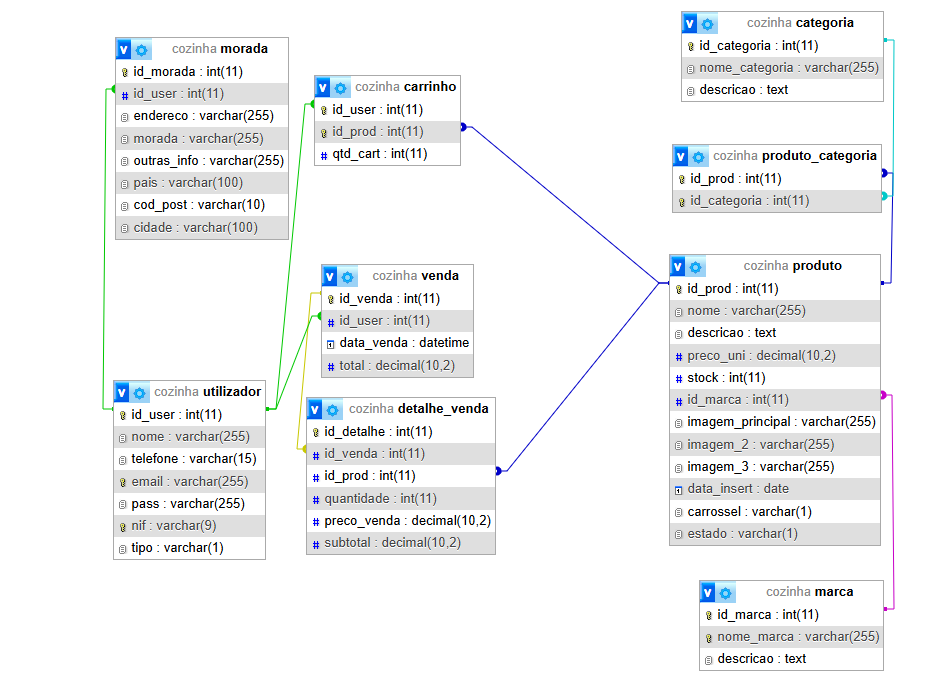 cozinha morada
id_morada : int(11)
id_user : int(11)
endereco : varchar(255)
morada : varchar(255)
outras_info : varchar(255)
pais : varchar(100)
cod_post : varchar(10)
cidade : varchar(100)
cozinha carrinho
id_user : int(11)
id_prod : int(11)
qtd_cart : int(11)
cozinha categoria
id_categoria : int(11)
nome_categoria : varchar(255)
descricao : text
cozinha produto_categoria
id_prod : int(11)
id_categoria : int(11)
cozinha venda
id_venda : int(11)
id_user : int(11)
data_venda : datetime
total : decimal(10,2)
cozinha produto
id_prod : int(11)
nome : varchar(255)
descricao : text
preco_uni : decimal(10,2)
stock : int(11)
id_marca : int(11)
imagem_principal : varchar(255)
imagem_2 : varchar(255)
imagem_3 : varchar(255)
data_insert : date
carrossel : varchar(1)
estado : varchar(1)
cozinha utilizador
id_user : int(11)
nome : varchar(255)
telefone : varchar(15)
email : varchar(255)
pass : varchar(255)
nif : varchar(9)
tipo : varchar(1)
cozinha detalhe_venda
id_detalhe : int(11)
id_venda : int(11)
id_prod : int(11)
quantidade : int(11)
preco_venda : decimal(10,2)
subtotal : decimal(10,2)
cozinha marca
id_marca : int(11)
nome_marca : varchar(255)
descricao : text